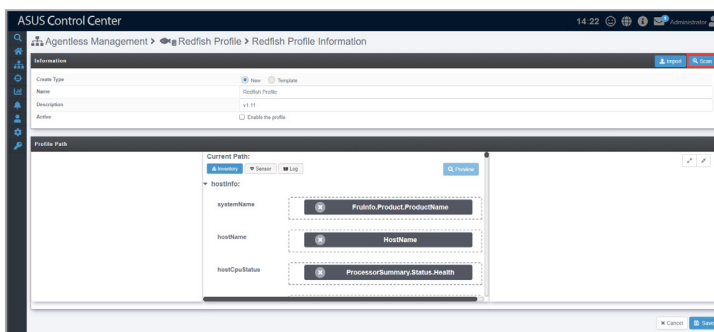 ASUS Control Center
14:22
Administrator
Agentless Management > Redfish Profile > Redfish Profile Information
Information
Import
Scan
Create Type
New
Template
Name
Redfish Profile
Description
v1.11
Active
Enable the profile
Profile Path
Current Path:
Inventory
Sensor
Log
Preview
hostInfo:
systemName
FruInfo.Product.ProductName
hostName
HostName
hostCpuStatus
ProcessorSummary.Status.Health
Cancel
Save